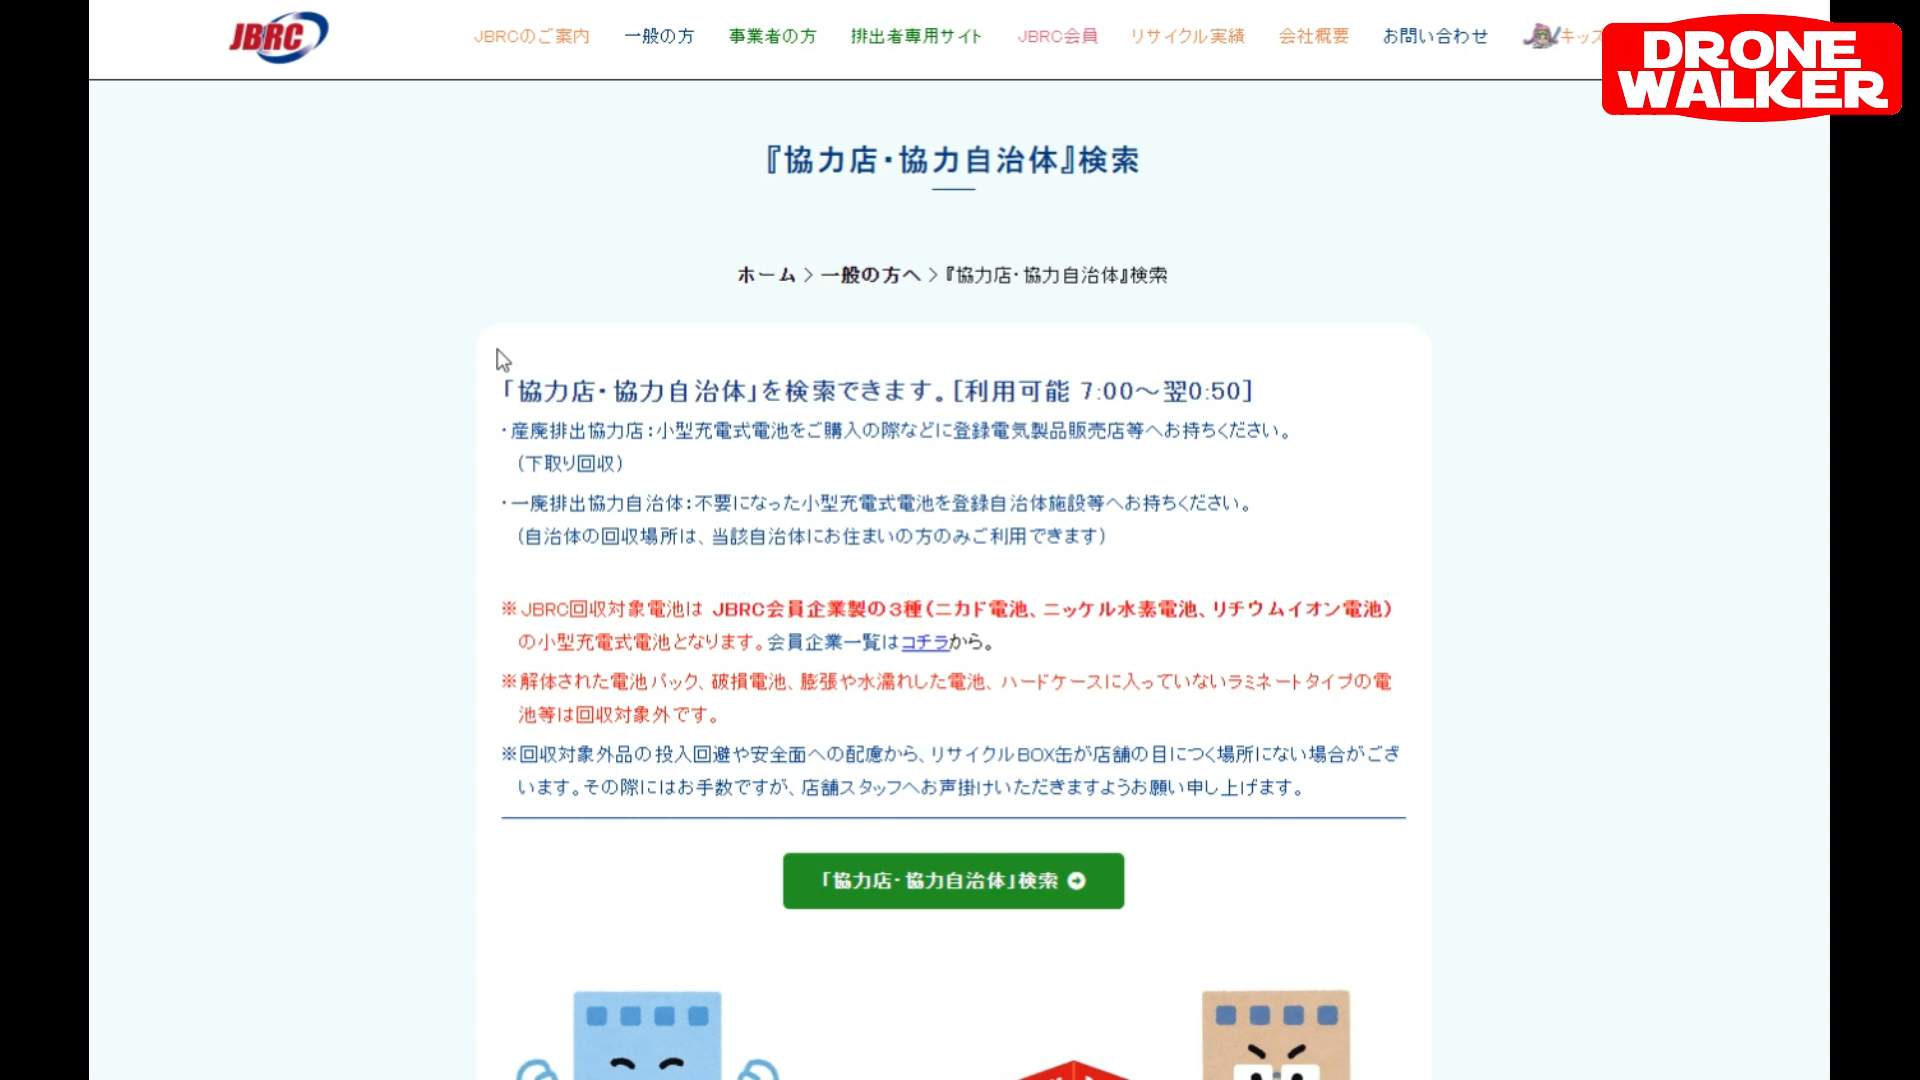 JBRC
JBRCのご案内 一般の方 事業者の方 排出者専用サイト JBRC会員 リサイクル実績 会社概要 お問い合わせ キッズ
DRONE
WALKER
『協力店・協力自治体』検索
ホーム > 一般の方へ > 『協力店・協力自治体』検索
「協力店・協力自治体」を検索できます。[利用可能 7:00～翌0:50]
・産廃排出協力店：小型充電式電池をご購入の際などに登録電気製品販売店等へお持ちください。
（下取り回収）
・一廃排出協力自治体：不要になった小型充電式電池を登録自治体施設等へお持ちください。
（自治体の回収場所は、当該自治体にお住まいの方のみご利用できます）
※JBRC回収対象電池は JBRC会員企業製の３種（ニカド電池、ニッケル水素電池、リチウムイオン電池）
の小型充電式電池となります。会員企業一覧はコチラから。
※解体された電池パック、破損電池、膨張や水濡れした電池、ハードケースに入っていないラミネートタイプの電
池等は回収対象外です。
※回収対象外品の投入回避や安全面への配慮から、リサイクルBOX缶が店舗の目につく場所にない場合がござ
います。その際にはお手数ですが、店舗スタッフへお声掛けいただきますようお願い申し上げます。
「協力店・協力自治体」検索